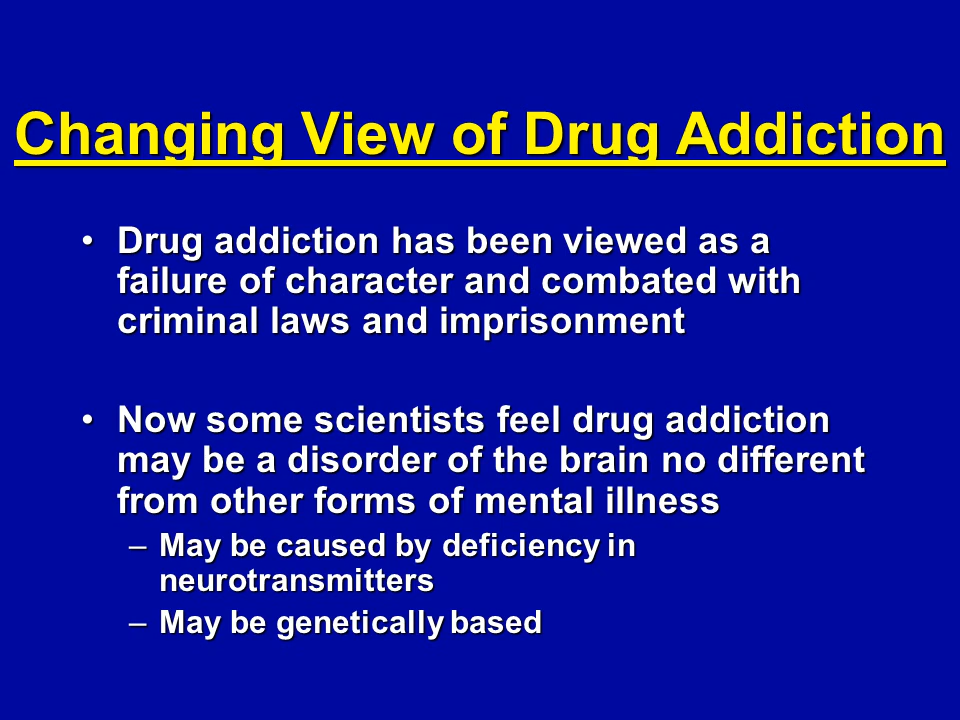 Changing View of Drug Addiction
• Drug addiction has been viewed as a
failure of character and combated with
criminal laws and imprisonment
• Now some scientists feel drug addiction
may be a disorder of the brain no different
from other forms of mental illness
– May be caused by deficiency in
neurotransmitters
– May be genetically based